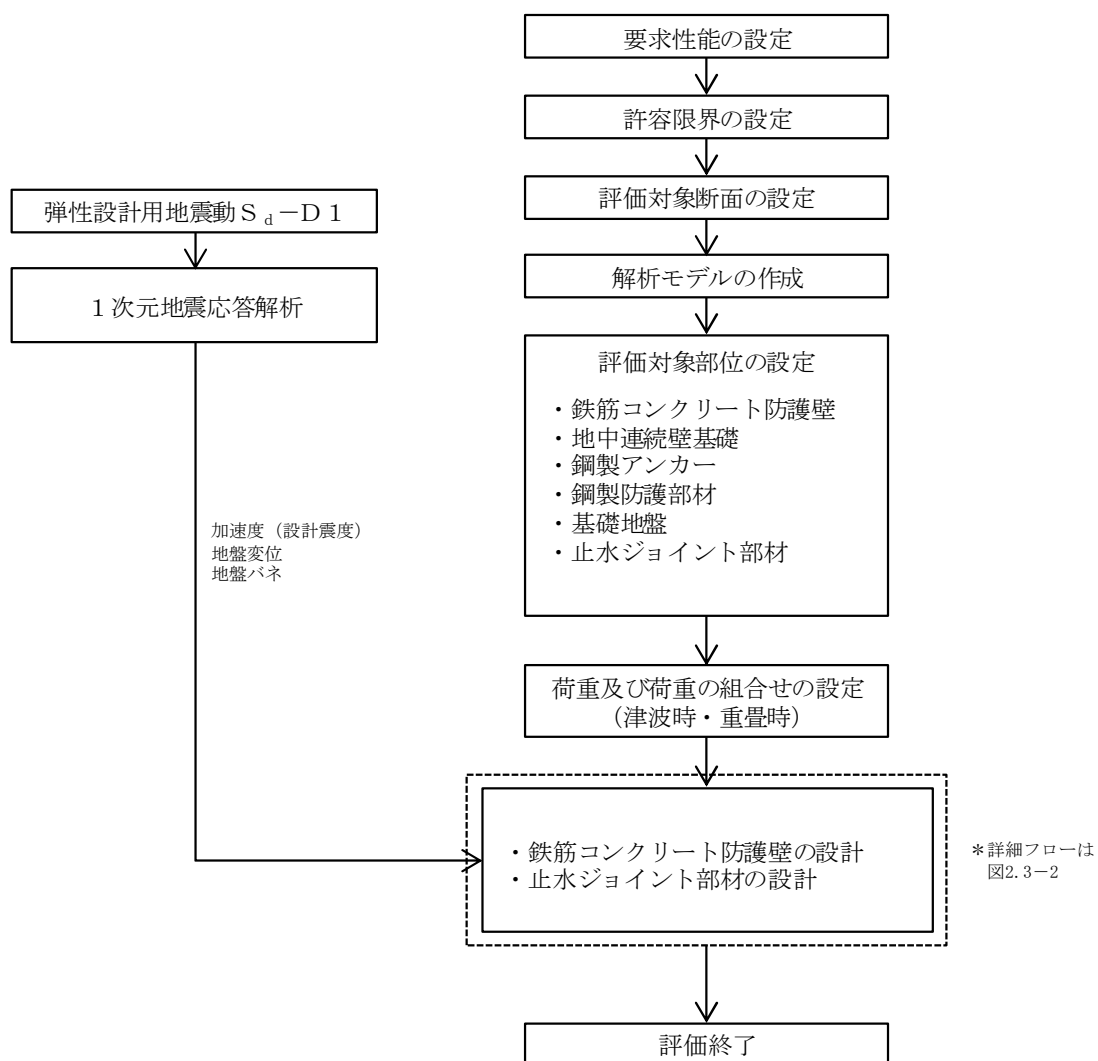 要求性能の設定
許容限界の設定
評価対象断面の設定
弾性設計用地震動Ｓｄ－Ｄ１
解析モデルの作成
１次元地震応答解析
評価対象部位の設定
・鉄筋コンクリート防護壁
・地中連続壁基礎
・鋼製アンカー
・鋼製防護部材
・基礎地盤
・止水ジョイント部材
加速度（設計震度）
地盤変位
地盤バネ
荷重及び荷重の組合せの設定
（津波時・重畳時）
・鉄筋コンクリート防護壁の設計
・止水ジョイント部材の設計
＊詳細フローは
図2.3－2
評価終了